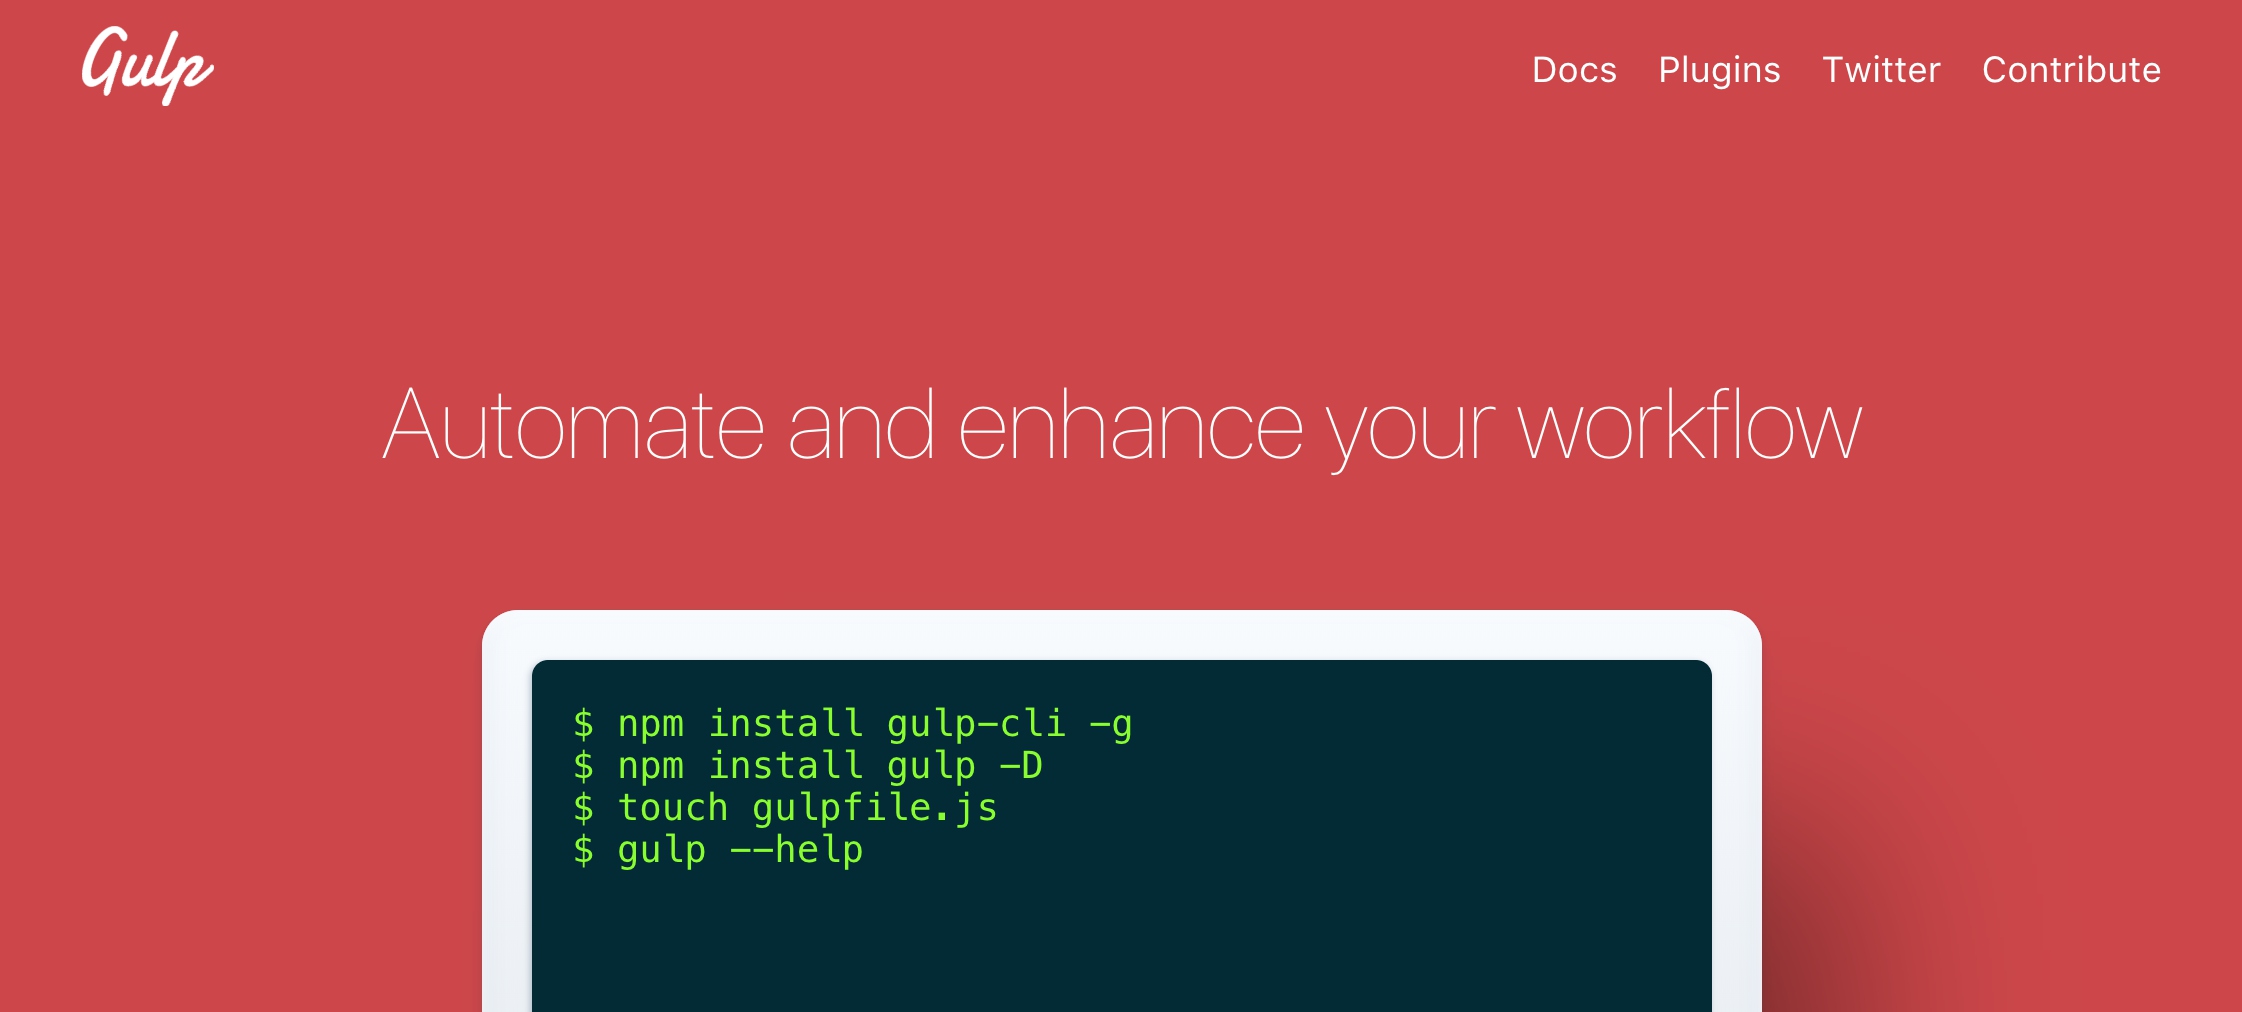 Gulp
Docs Plugins Twitter Contribute
Automate and enhance your workflow
$ npm install gulp-cli -g
$ npm install gulp -D
$ touch gulpfile.js
$ gulp --help